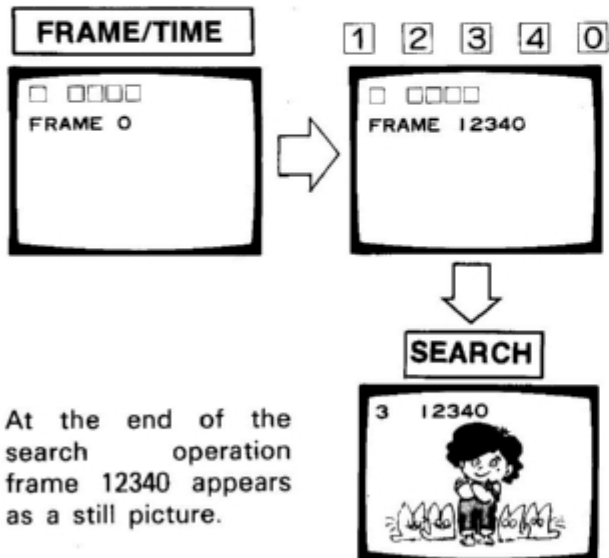 FRAME/TIME
1 2 3 4 0
□ □□□□
FRAME 0
□ □□□□
FRAME 12340
SEARCH
3 12340
At the end of the
search operation
frame 12340 appears
as a still picture.